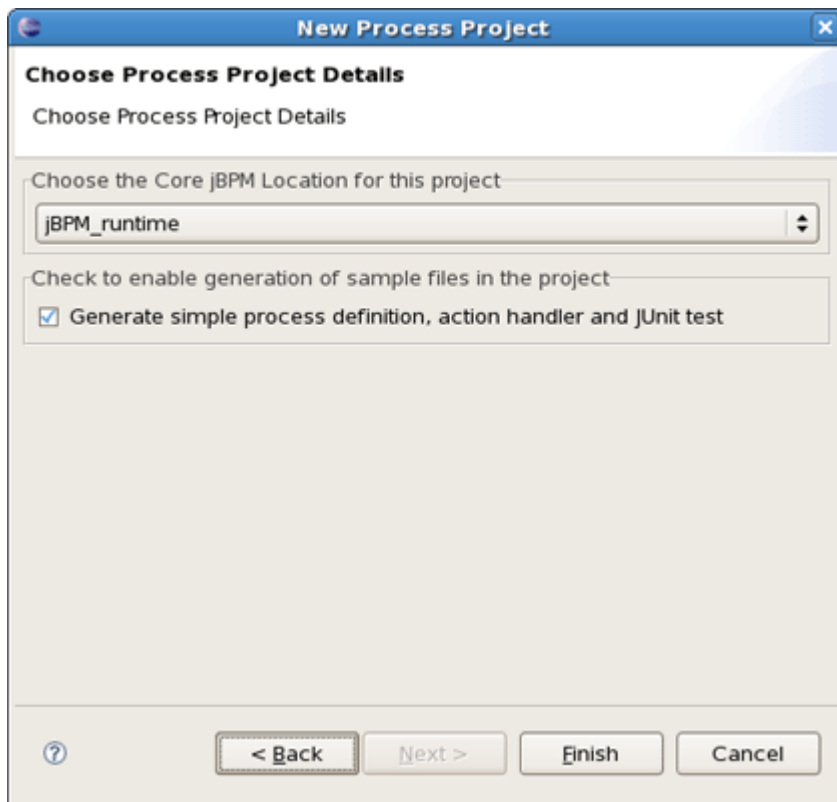 New Process Project
Choose Process Project Details
Choose Process Project Details
Choose the Core jBPM Location for this project
jBPM_runtime
Check to enable generation of sample files in the project
Generate simple process definition, action handler and JUnit test
< Back Next > Finish Cancel